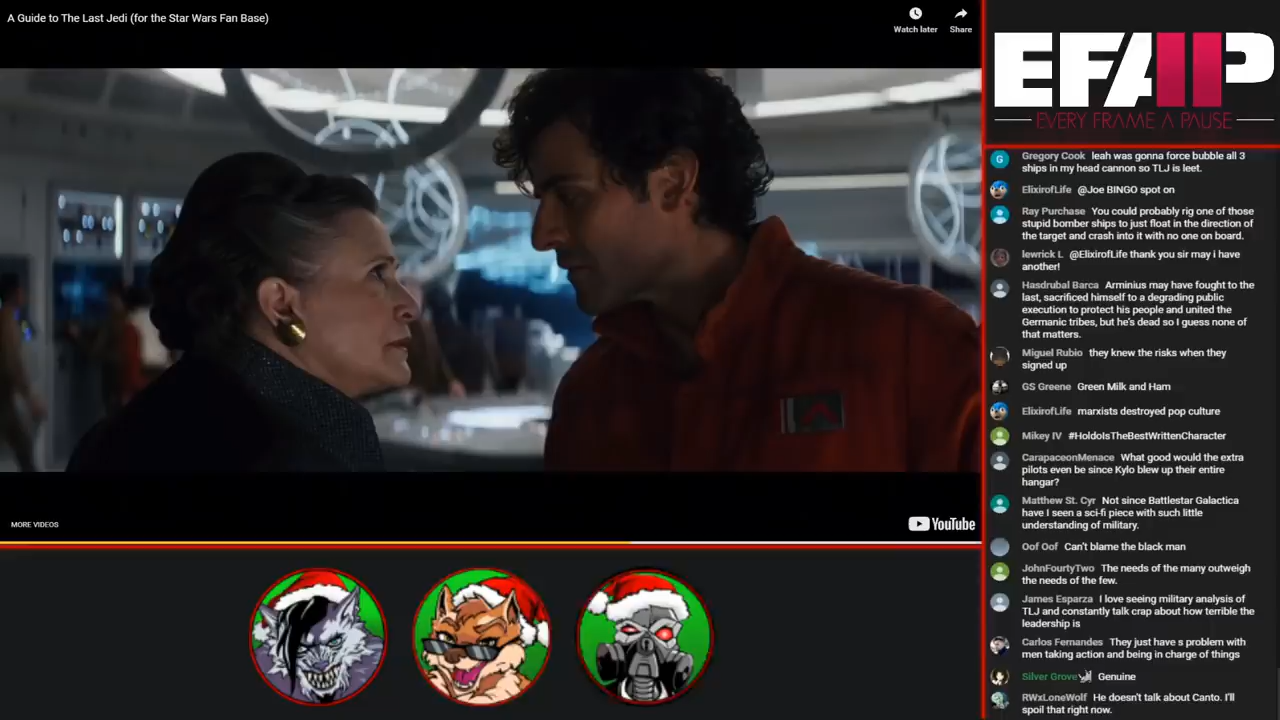 A Guide to The Last Jedi (for the Star Wars Fan Base)
Watch later
Share
MORE VIDEOS
YouTube
EFAP
EVERY FRAME A PAUSE
G
Gregory Cook leah was gonna force bubble all 3
ships in my head cannon so TLJ is leet.
ElixirofLife @Joe BINGO spot on
Ray Purchase You could probably rig one of those
stupid bomber ships to just float in the direction of
the target and crash into it with no one on board.
lewrick L @ElixirofLife thank you sir may i have
another!
Hasdrubal Barca Arminius may have fought to the
last, sacrificed himself to a degrading public
execution to protect his people and united the
Germanic tribes, but he's dead so I guess none of
that matters.
Miguel Rubio they knew the risks when they
signed up
GS Greene Green Milk and Ham
ElixirofLife marxists destroyed pop culture
Mikey IV #HoldoIsTheBestWrittenCharacter
CarapaceonMenace What good would the extra
pilots even be since Kylo blew up their entire
hangar?
Matthew St. Cyr Not since Battlestar Galactica
have I seen a sci-fi piece with such little
understanding of military.
Oof Oof Can't blame the black man
JohnFourtyTwo The needs of the many outweigh
the needs of the few.
James Esparza I love seeing military analysis of
TLJ and constantly talk crap about how terrible the
leadership is
Carlos Fernandes They just have s problem with
men taking action and being in charge of things
Silver Grove Genuine
RWxLoneWolf He doesn't talk about Canto. I'll
spoil that right now.